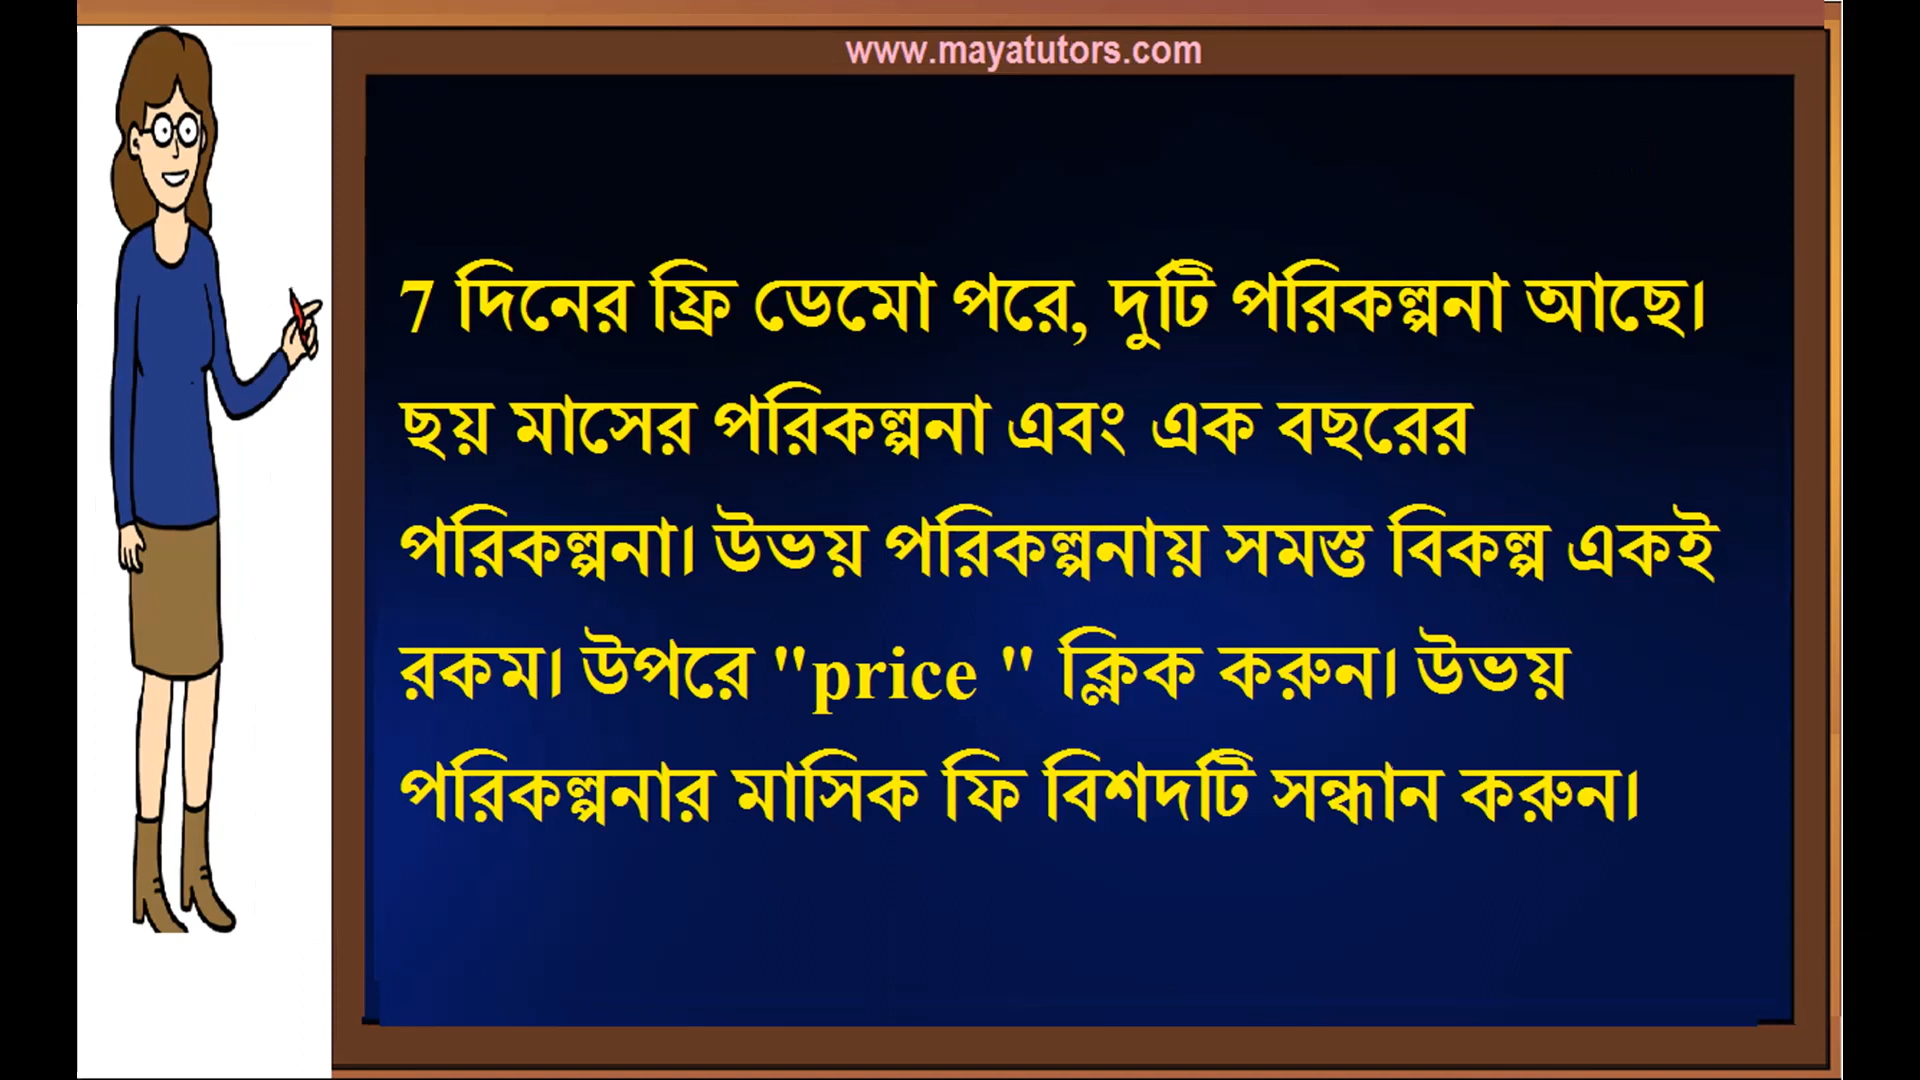 www.mayatutors.com
7 দিনের ফ্রি ডেমো পরে, দুটি পরিকল্পনা আছে।
ছয় মাসের পরিকল্পনা এবং এক বছরের
পরিকল্পনা। উভয় পরিকল্পনায় সমস্ত বিকল্প একই
রকম। উপরে "price " ক্লিক করুন। উভয়
পরিকল্পনার মাসিক ফি বিশদটি সন্ধান করুন।